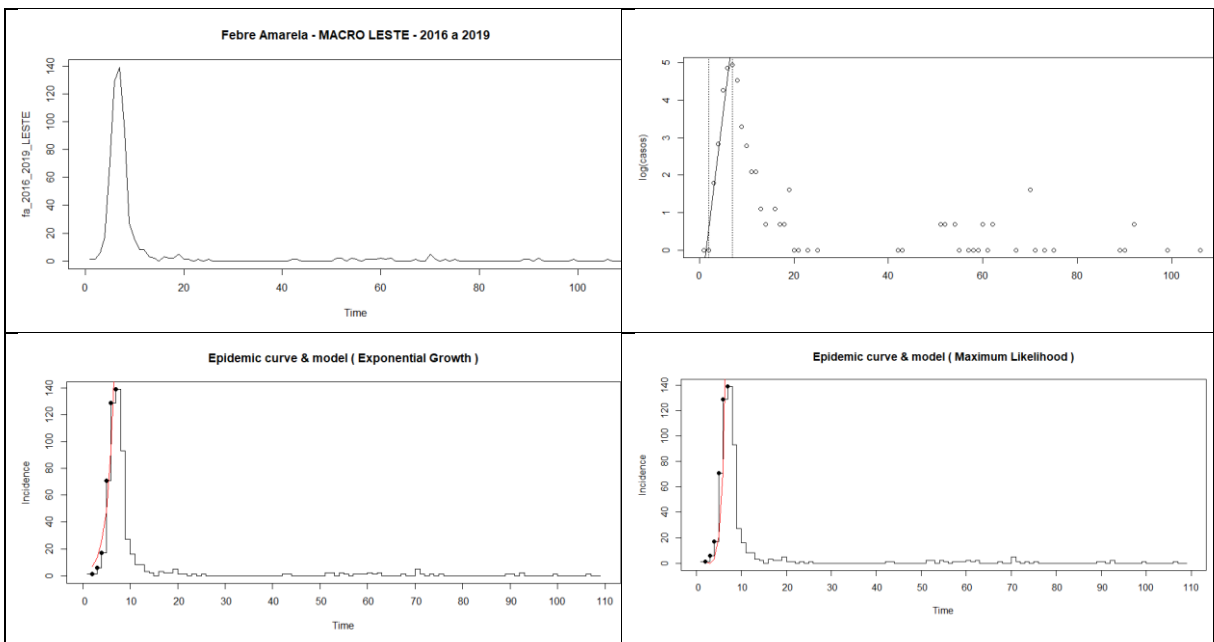 Febre Amarela - MACRO LESTE - 2016 a 2019
fa_2016_2019_LESTE
0 20 40 60 80 100 120 140
0 20 40 60 80 100
Time
log(casos)
0 1 2 3 4 5
0 20 40 60 80 100
Epidemic curve & model ( Exponential Growth )
Incidence
0 20 40 60 80 100 120 140
0 10 20 30 40 50 60 70 80 90 100 110
Time
Epidemic curve & model ( Maximum Likelihood )
Incidence
0 20 40 60 80 100 120 140
0 10 20 30 40 50 60 70 80 90 100 110
Time